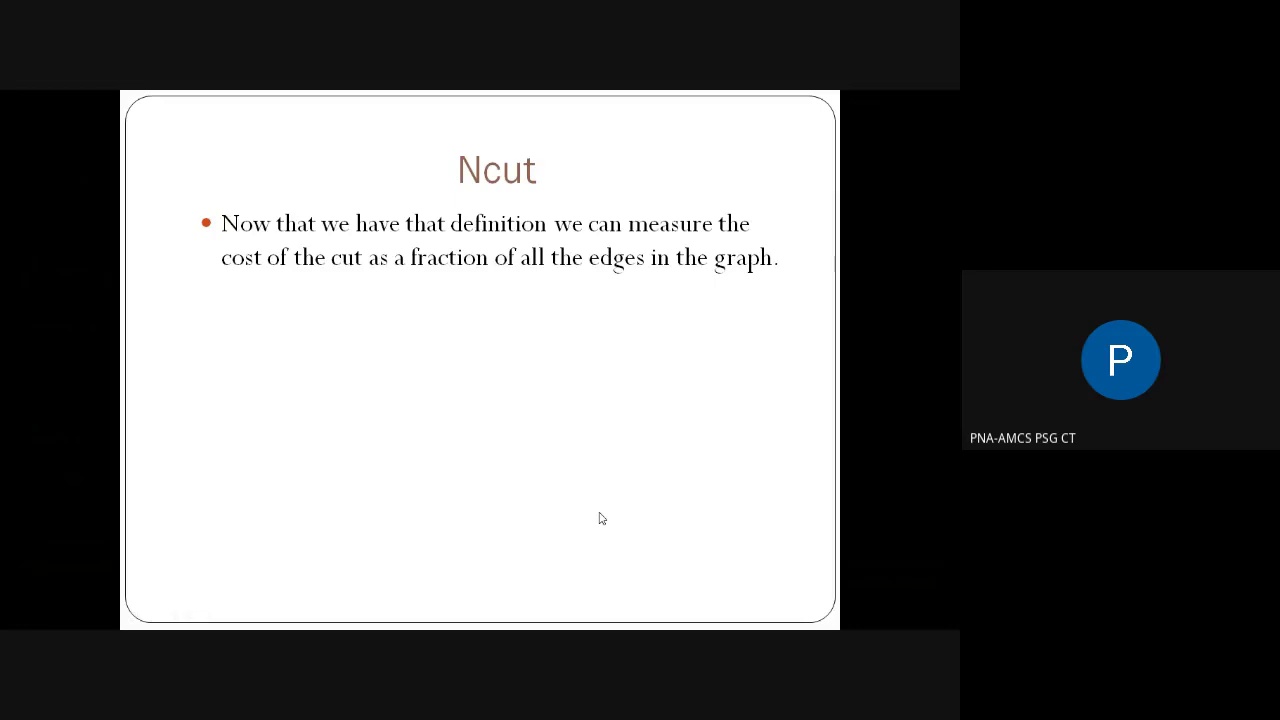 Ncut
• Now that we have that definition we can measure the
cost of the cut as a fraction of all the edges in the graph.
P
PNA-AMCS PSG CT